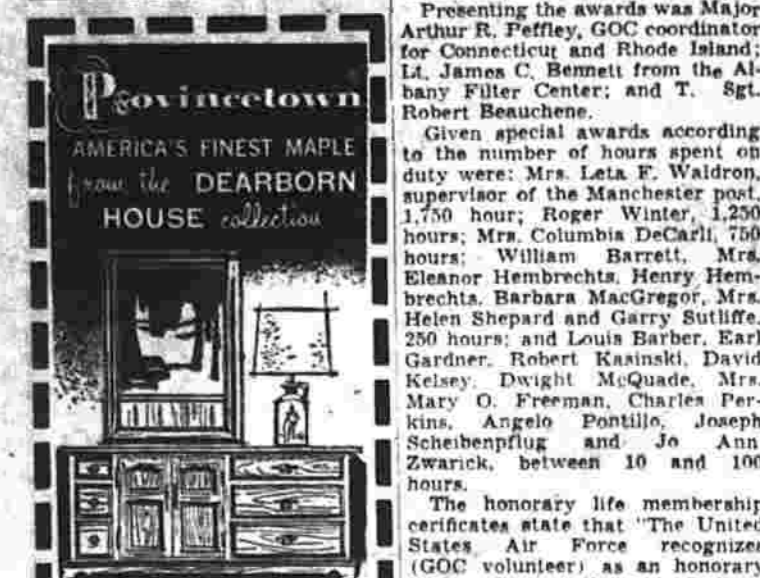 Provincetown
AMERICA'S FINEST MAPLE
from the DEARBORN
HOUSE collection
Presenting the awards was Major
Arthur R. Peffley, GOC coordinator
for Connecticut and Rhode Island;
Lt. James C. Bennett from the Al-
bany Filter Center; and T. Sgt.
Robert Beauchene.
Given special awards according
to the number of hours spent on
duty were: Mrs. Leta F. Waldron,
supervisor of the Manchester post,
1,750 hour; Roger Winter, 1,250
hours; Mrs. Columbia DeCarli, 750
hours; William Barrett, Mrs.
Eleanor Hembrechts, Henry Hem-
brechts, Barbara MacGregor, Mrs.
Helen Shepard and Garry Sutliffe,
250 hours; and Louis Barber, Earl
Gardner, Robert Kasinski, David
Kelsey, Dwight McQuade, Mrs.
Mary O. Freeman, Charles Per-
kins, Angelo Pontillo, Joseph
Scheibenpflug and Jo Ann
Zwarick, between 10 and 100
hours.
The honorary life membership
cerificates state that "The United
States Air Force recognizes
(GOC volunteer) as an honorary